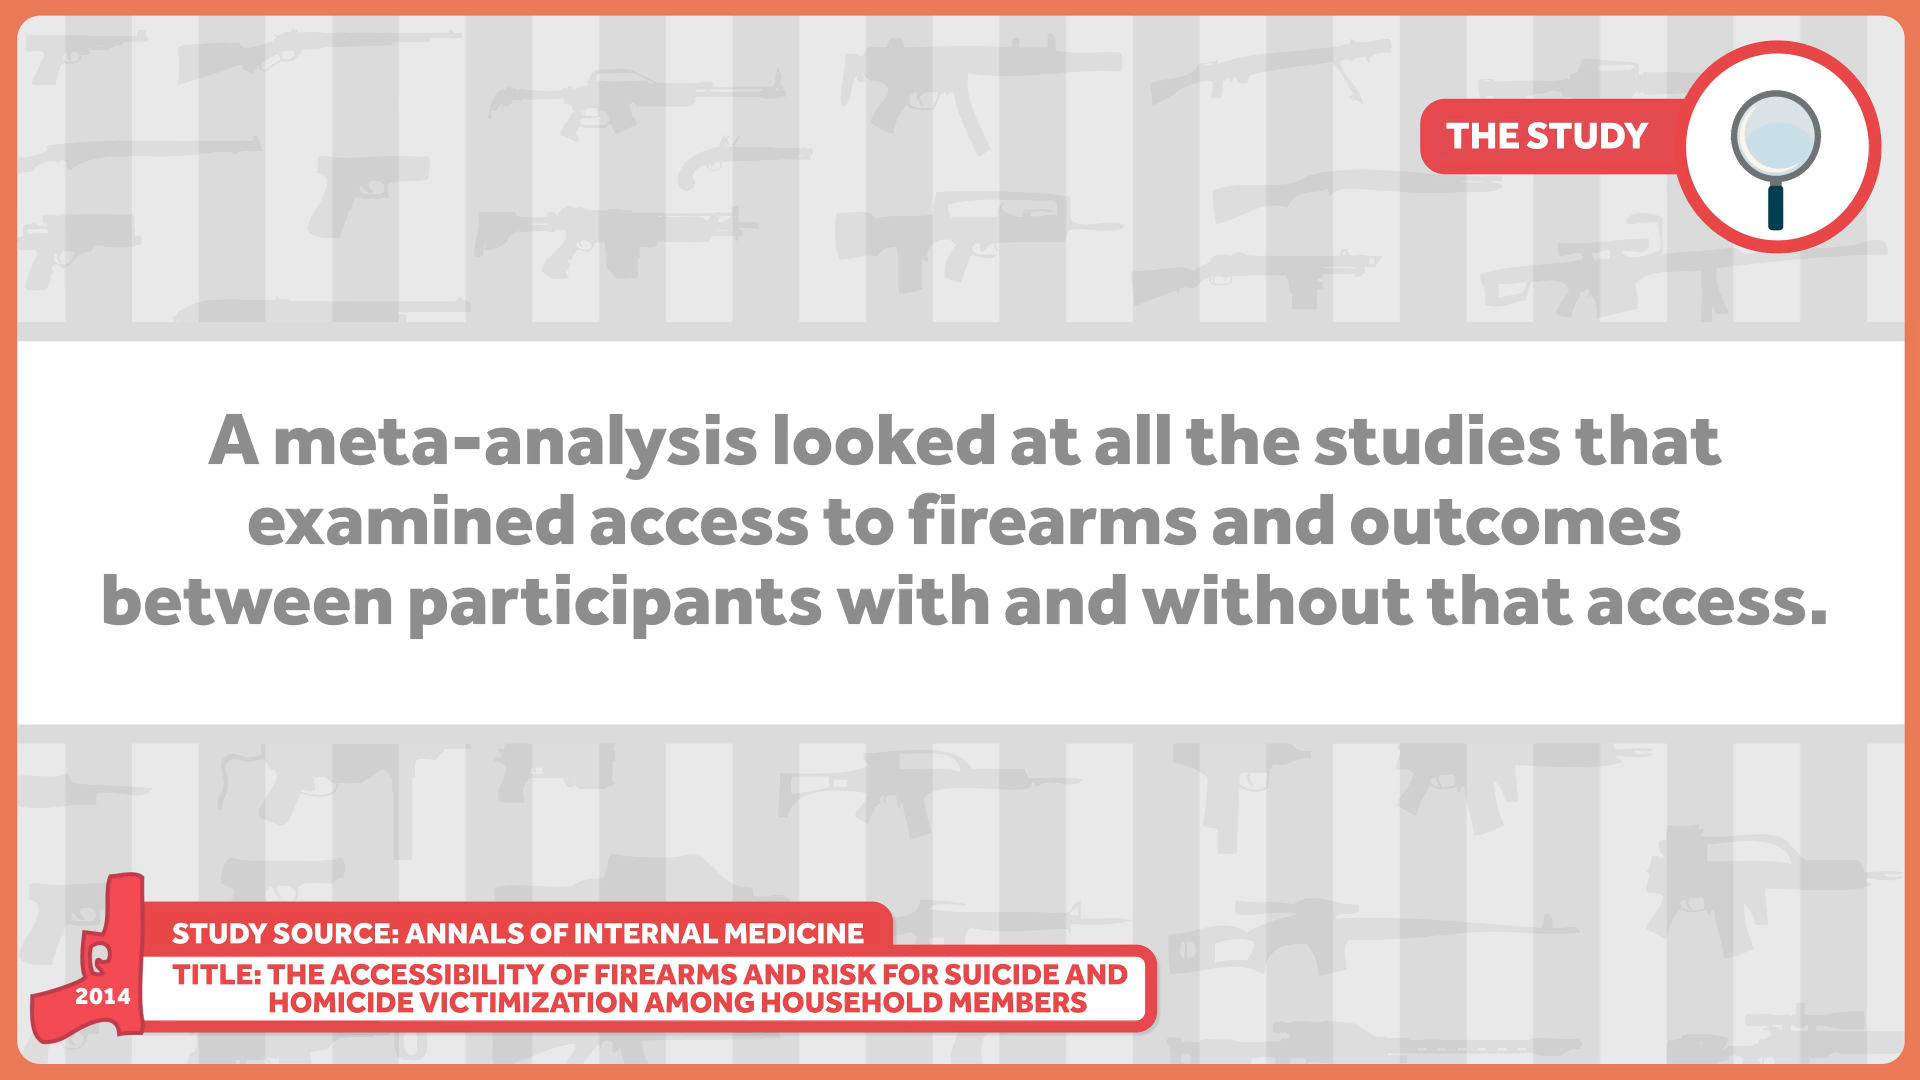 THE STUDY
A meta-analysis looked at all the studies that
examined access to firearms and outcomes
between participants with and without that access.
STUDY SOURCE: ANNALS OF INTERNAL MEDICINE
TITLE: THE ACCESSIBILITY OF FIREARMS AND RISK FOR SUICIDE AND
HOMICIDE VICTIMIZATION AMONG HOUSEHOLD MEMBERS
2014